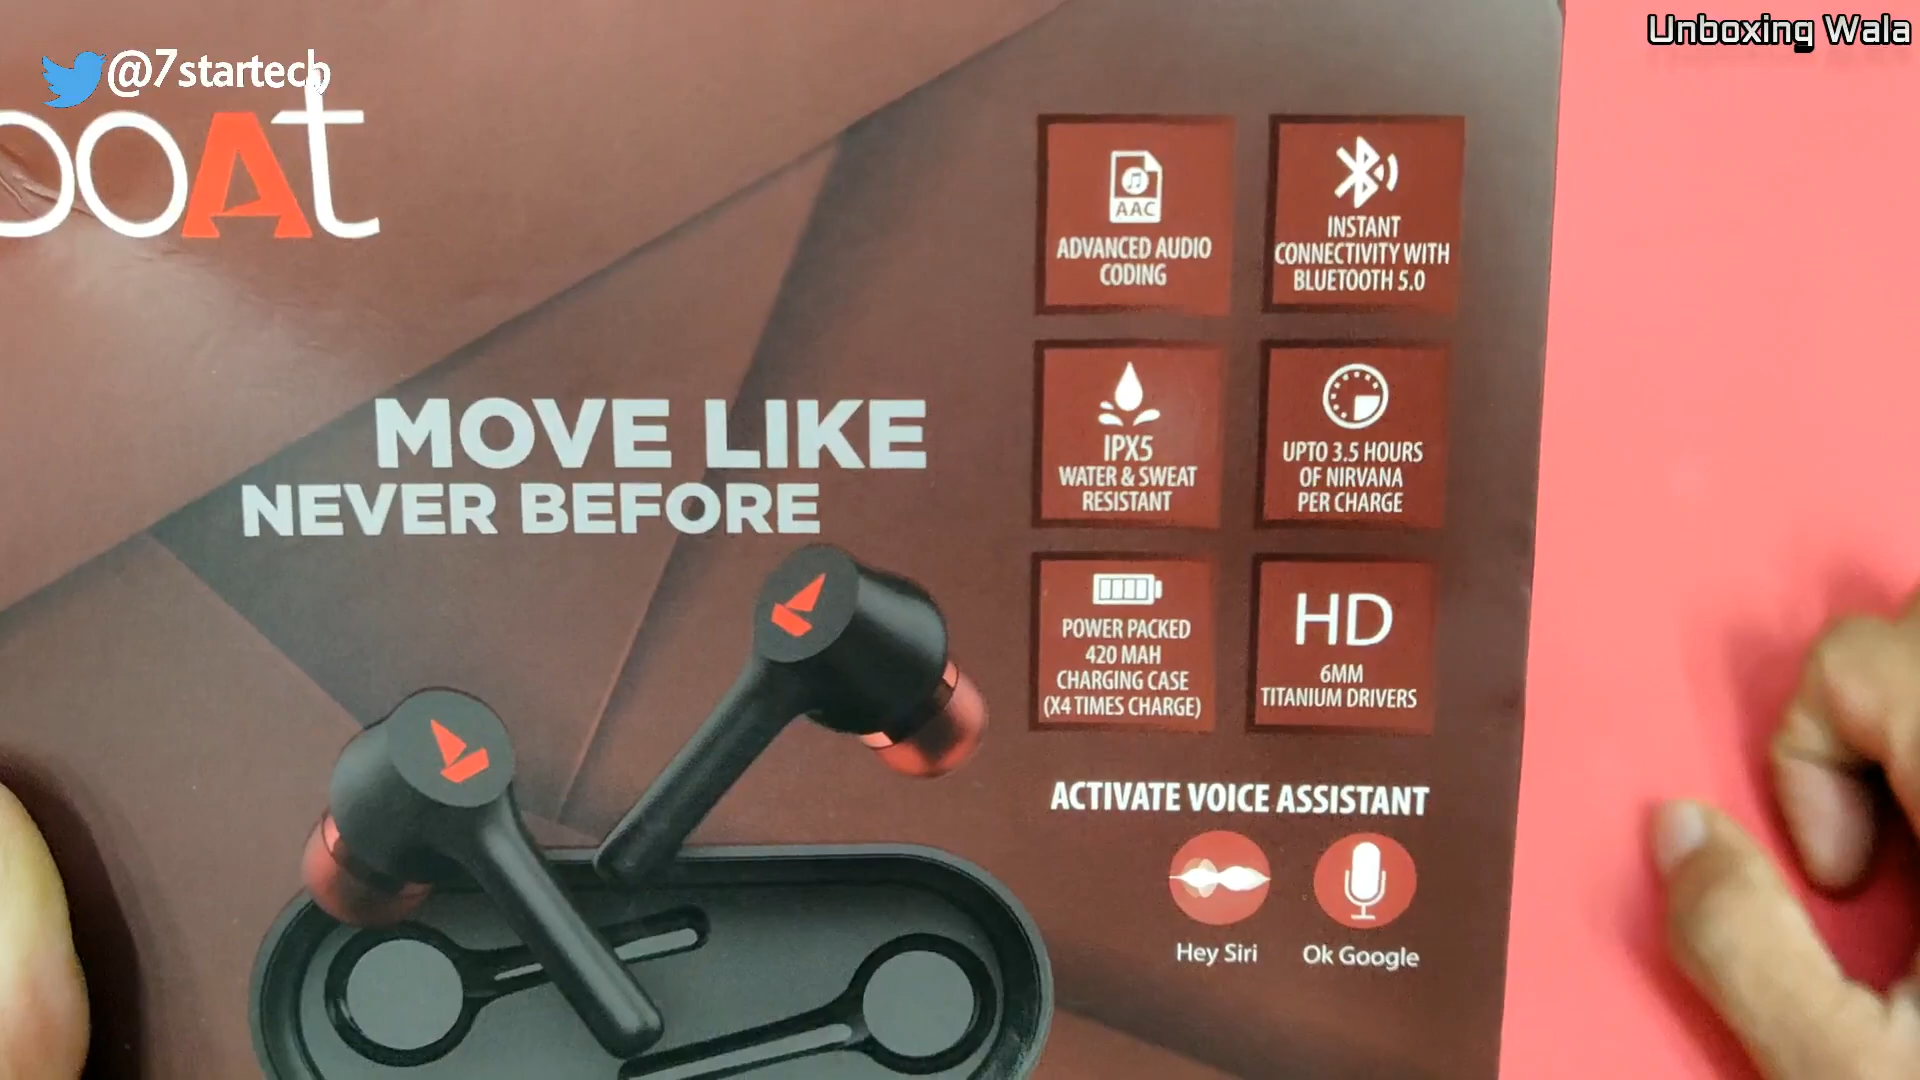 @7startech
Unboxing Wala
boAt
MOVE LIKE
NEVER BEFORE
AAC
ADVANCED AUDIO
CODING
INSTANT
CONNECTIVITY WITH
BLUETOOTH 5.0
IPX5
WATER & SWEAT
RESISTANT
UPTO 3.5 HOURS
OF NIRVANA
PER CHARGE
POWER PACKED
420 MAH
CHARGING CASE
(X4 TIMES CHARGE)
HD
6MM
TITANIUM DRIVERS
ACTIVATE VOICE ASSISTANT
Hey Siri
Ok Google